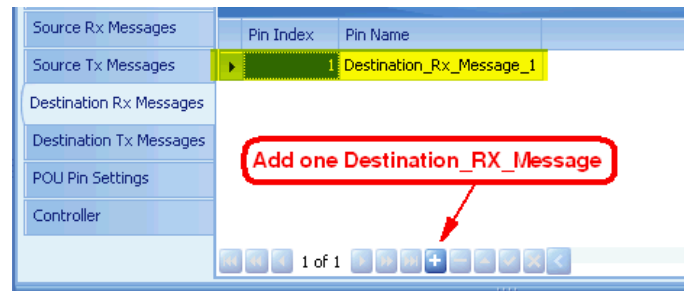 Source Rx Messages
Pin Index Pin Name
Source Tx Messages
1 Destination_Rx_Message_1
Destination Rx Messages
Destination Tx Messages
Add one Destination_RX_Message
POU Pin Settings
Controller
1 of 1